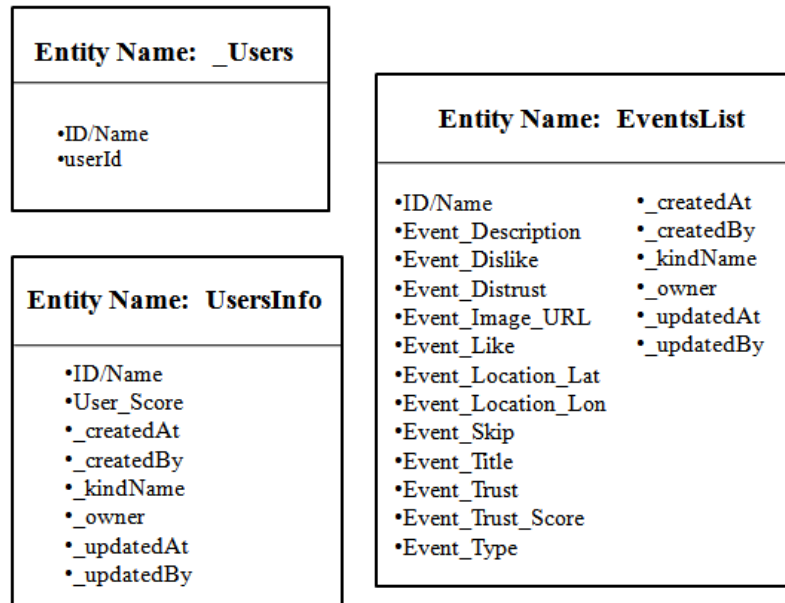 Entity Name: _Users
•ID/Name
•userId
Entity Name: UsersInfo
•ID/Name
•User_Score
•_createdAt
•_createdBy
•_kindName
•_owner
•_updatedAt
•_updatedBy
Entity Name: EventsList
•ID/Name
•Event_Description
•Event_Dislike
•Event_Distrust
•Event_Image_URL
•Event_Like
•Event_Location_Lat
•Event_Location_Lon
•Event_Skip
•Event_Title
•Event_Trust
•Event_Trust_Score
•Event_Type
•_createdAt
•_createdBy
•_kindName
•_owner
•_updatedAt
•_updatedBy